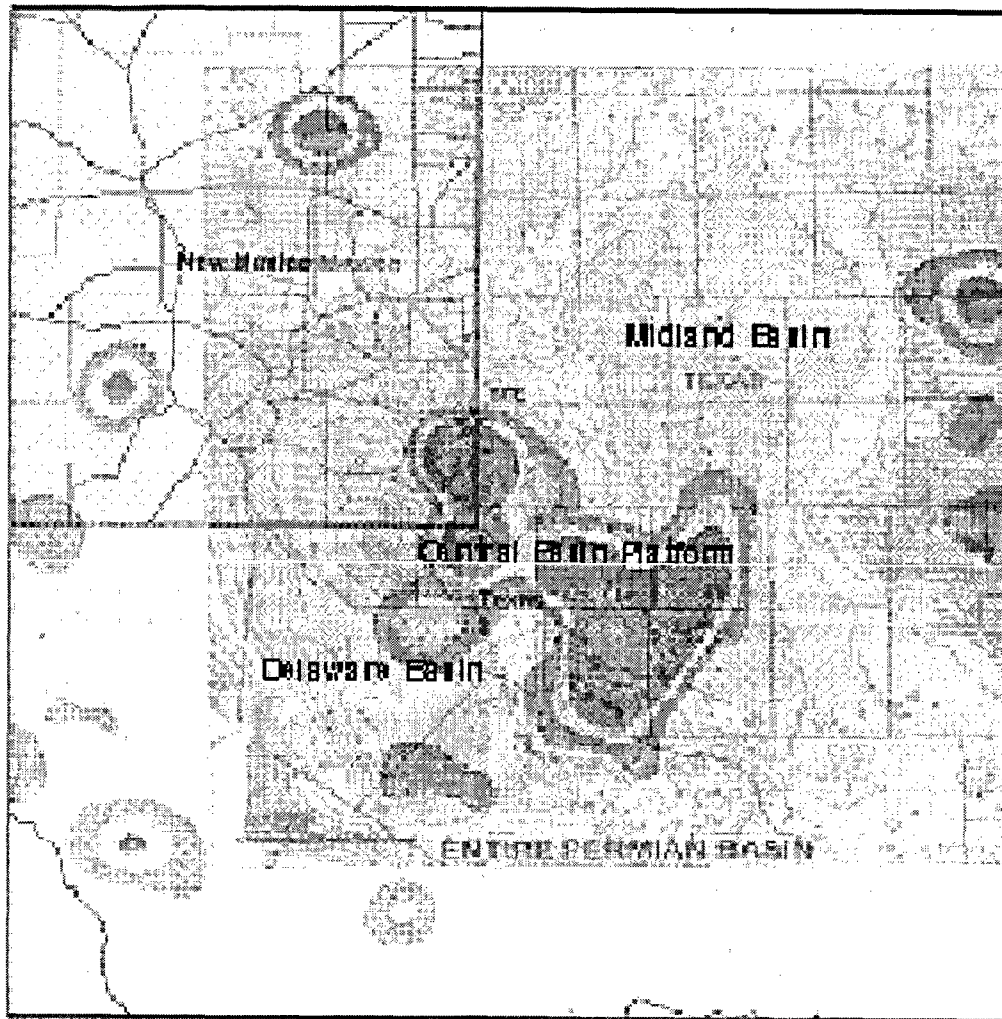 New Mexico
Midland Basin
TEXAS
Central Basin Platform
Texas
Delaware Basin
ENTIRE PERMIAN BASIN